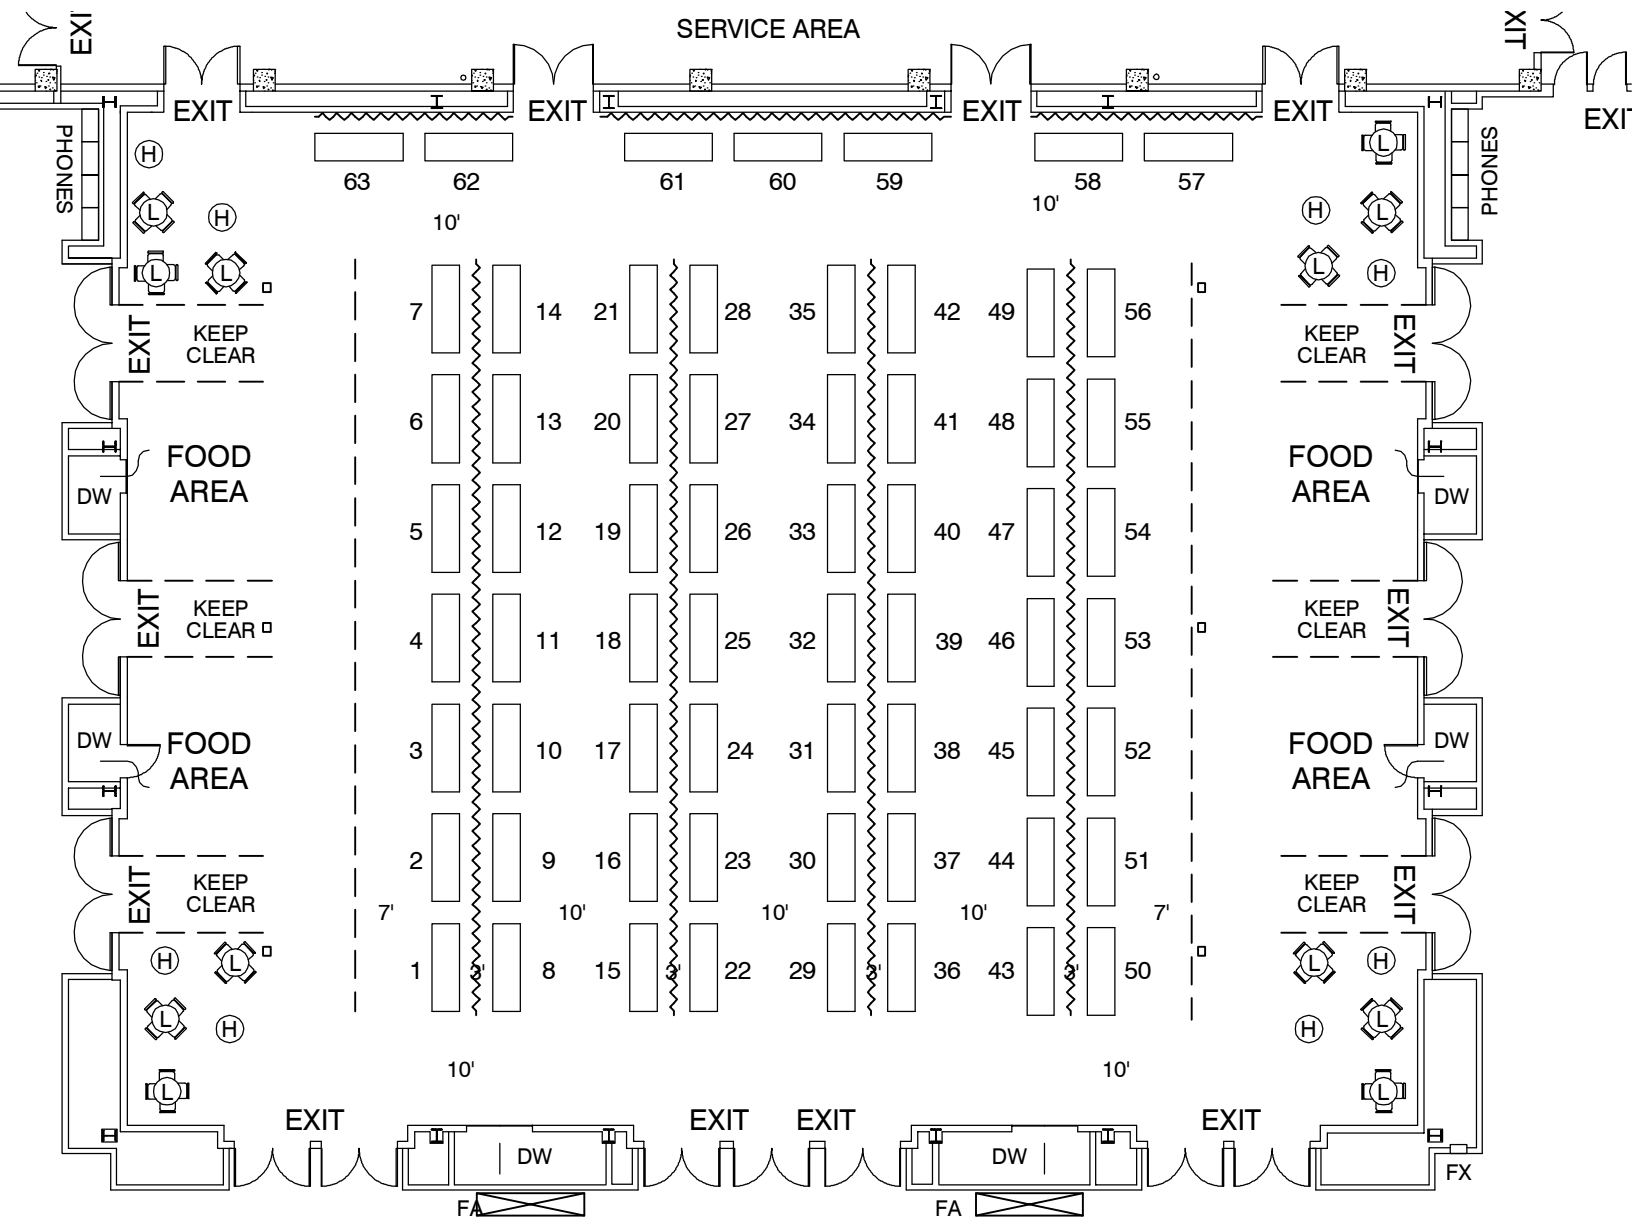 SERVICE AREA
EXI
XIT
EXIT
EXIT
EXIT
EXIT
EXIT
PHONES
PHONES
H
L
63
62
61
60
59
58
57
10'
10'
L
H
H
L
L
L
L
H
7
14
21
28
35
42
49
56
EXIT
KEEP
CLEAR
KEEP
CLEAR
EXIT
6
13
20
27
34
41
48
55
FOOD
AREA
FOOD
AREA
DW
DW
5
12
19
26
33
40
47
54
EXIT
KEEP
CLEAR
KEEP
CLEAR
EXIT
4
11
18
25
32
39
46
53
DW
FOOD
AREA
FOOD
AREA
DW
3
10
17
24
31
38
45
52
2
9
16
23
30
37
44
51
EXIT
KEEP
CLEAR
KEEP
CLEAR
EXIT
7'
10'
10'
10'
7'
H
L
L
H
1
3'
8
15
3'
22
29
3'
36
43
3'
50
L
H
H
L
10'
10'
L
L
EXIT
EXIT
EXIT
EXIT
DW
DW
FX
FA
FA